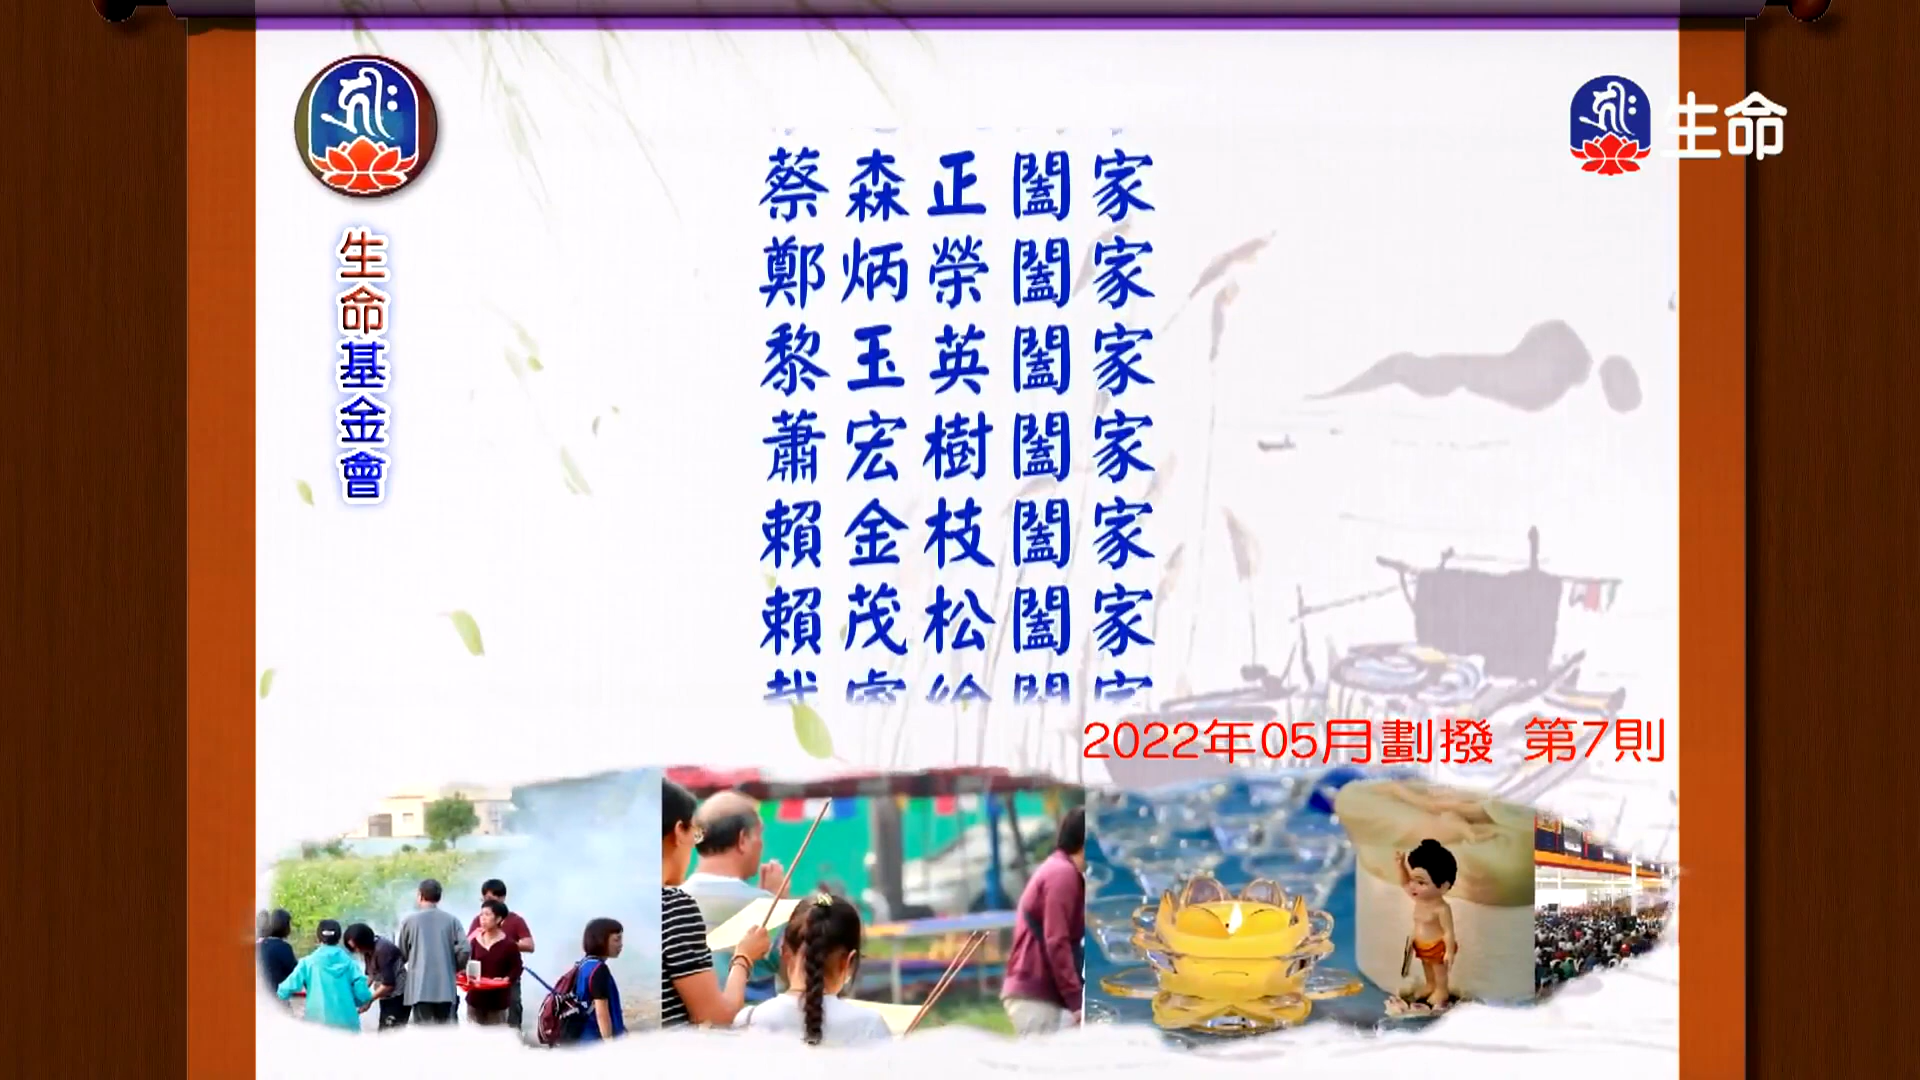 生命
生命基金會
蔡森正闔家
鄭炳榮闔家
黎玉英闔家
蕭宏樹闔家
賴金枝闔家
賴茂松闔家
2022年05月劃撥 第7則